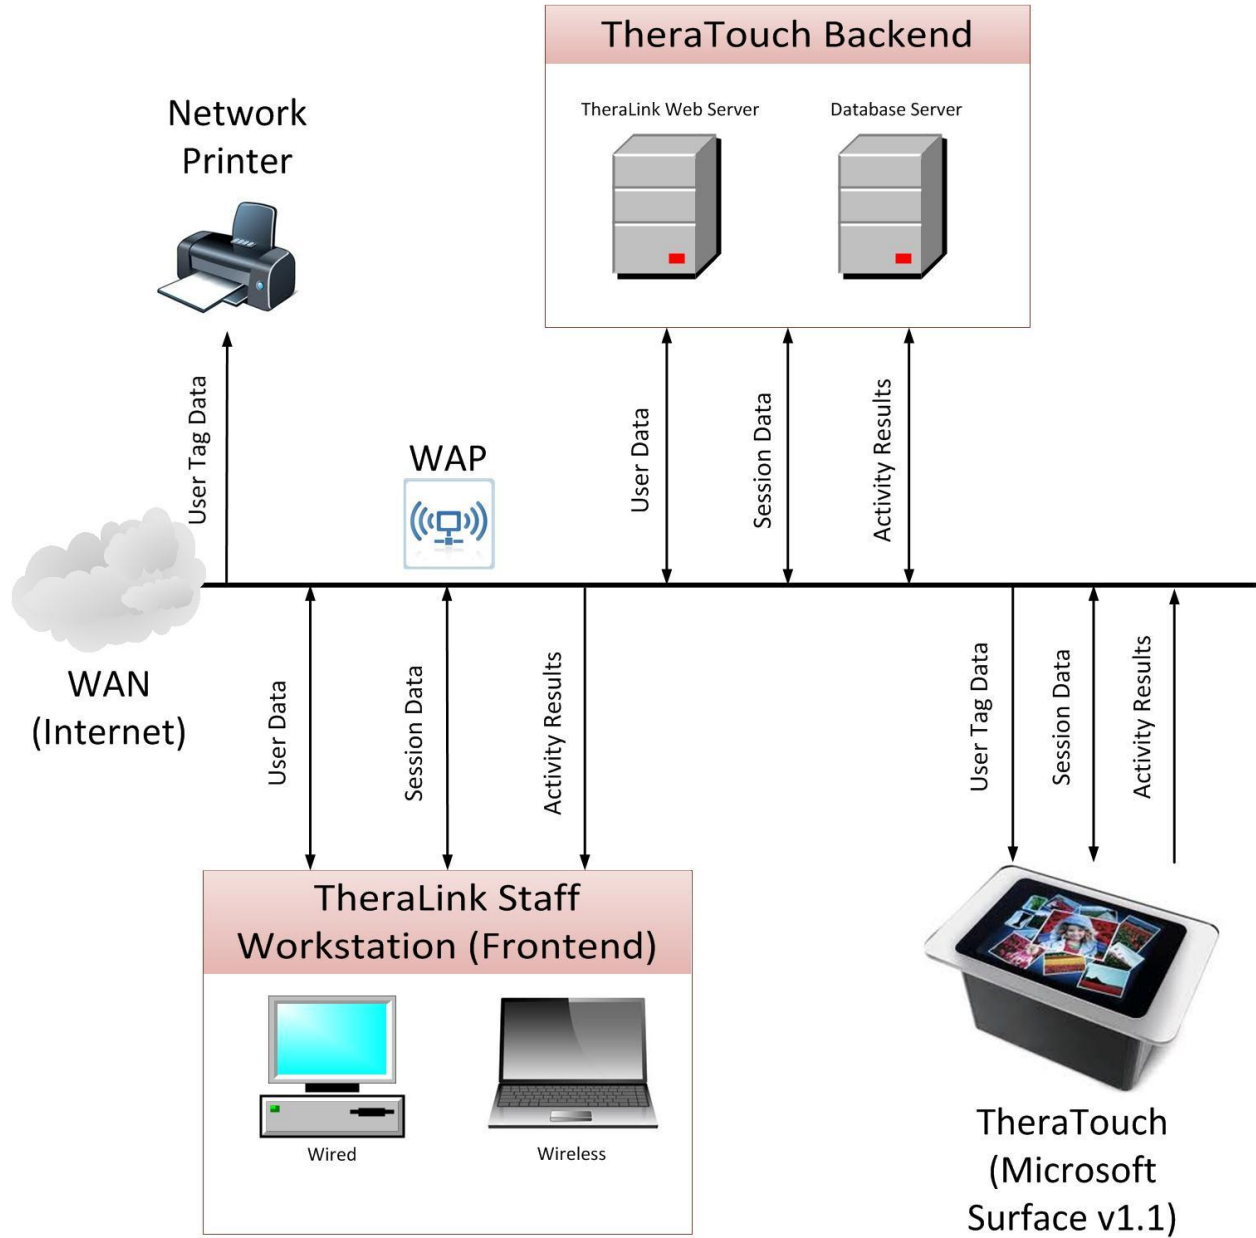 TheraTouch Backend
TheraLink Web Server
Database Server
Network
Printer
User Tag Data
WAP
User Data
Session Data
Activity Results
WAN
(Internet)
User Data
Session Data
Activity Results
User Tag Data
Session Data
Activity Results
TheraLink Staff
Workstation (Frontend)
Wired
Wireless
TheraTouch
(Microsoft
Surface v1.1)